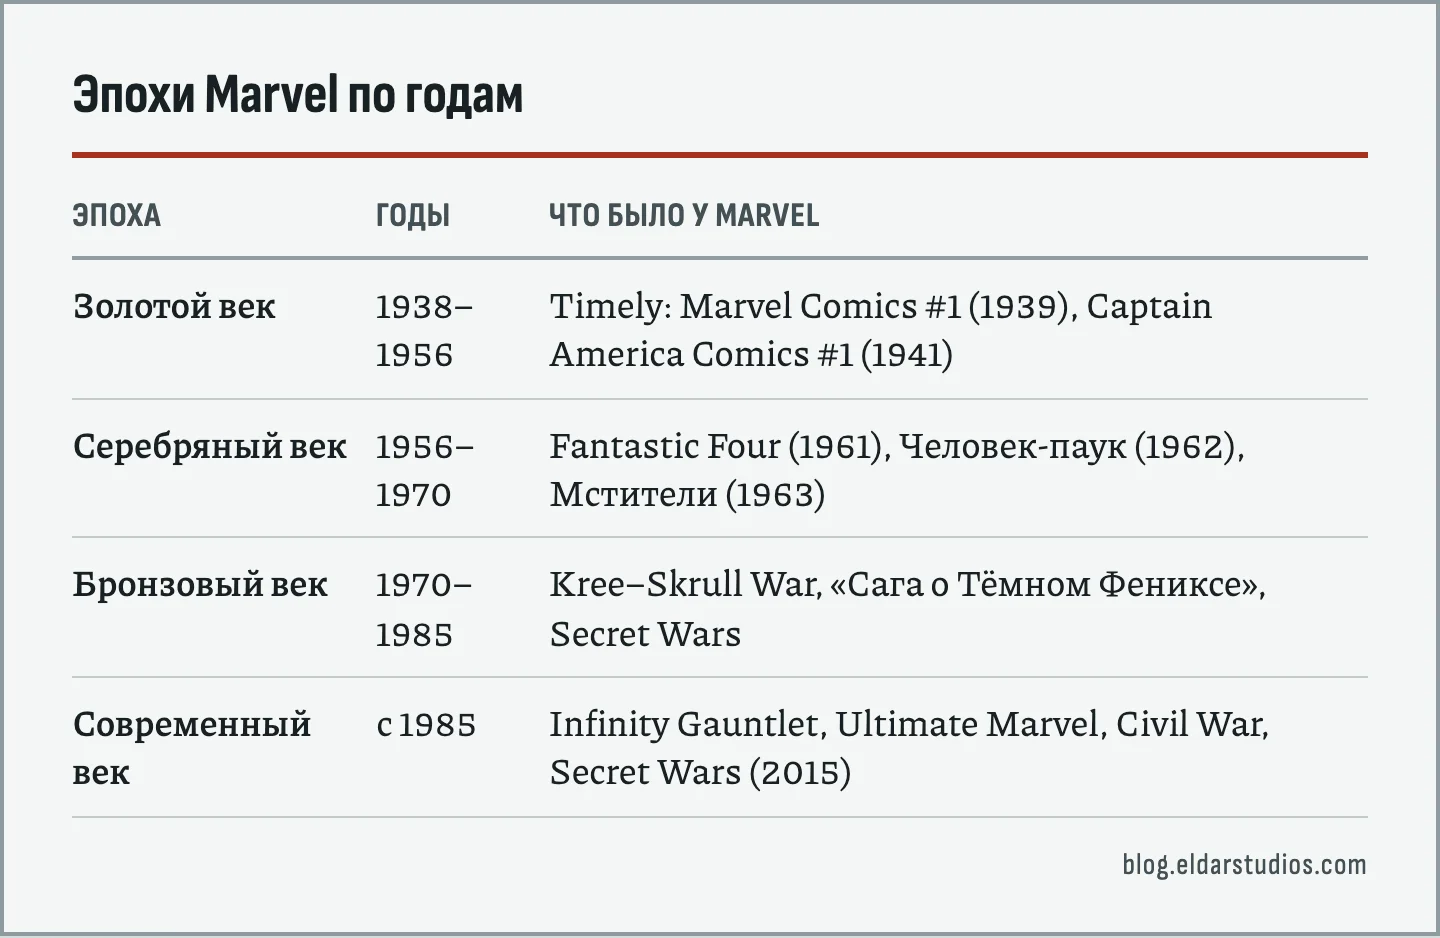 Эпохи Marvel по годам
ЭПОХА ГОДЫ ЧТО БЫЛО У MARVEL
Золотой век 1938– Timely: Marvel Comics #1 (1939), Captain
1956 America Comics #1 (1941)
Серебряный век 1956– Fantastic Four (1961), Человек-паук (1962),
1970 Мстители (1963)
Бронзовый век 1970– Kree–Skrull War, «Сага о Тёмном Фениксе»,
1985 Secret Wars
Современный с 1985 Infinity Gauntlet, Ultimate Marvel, Civil War,
век Secret Wars (2015)
blog.eldarstudios.com